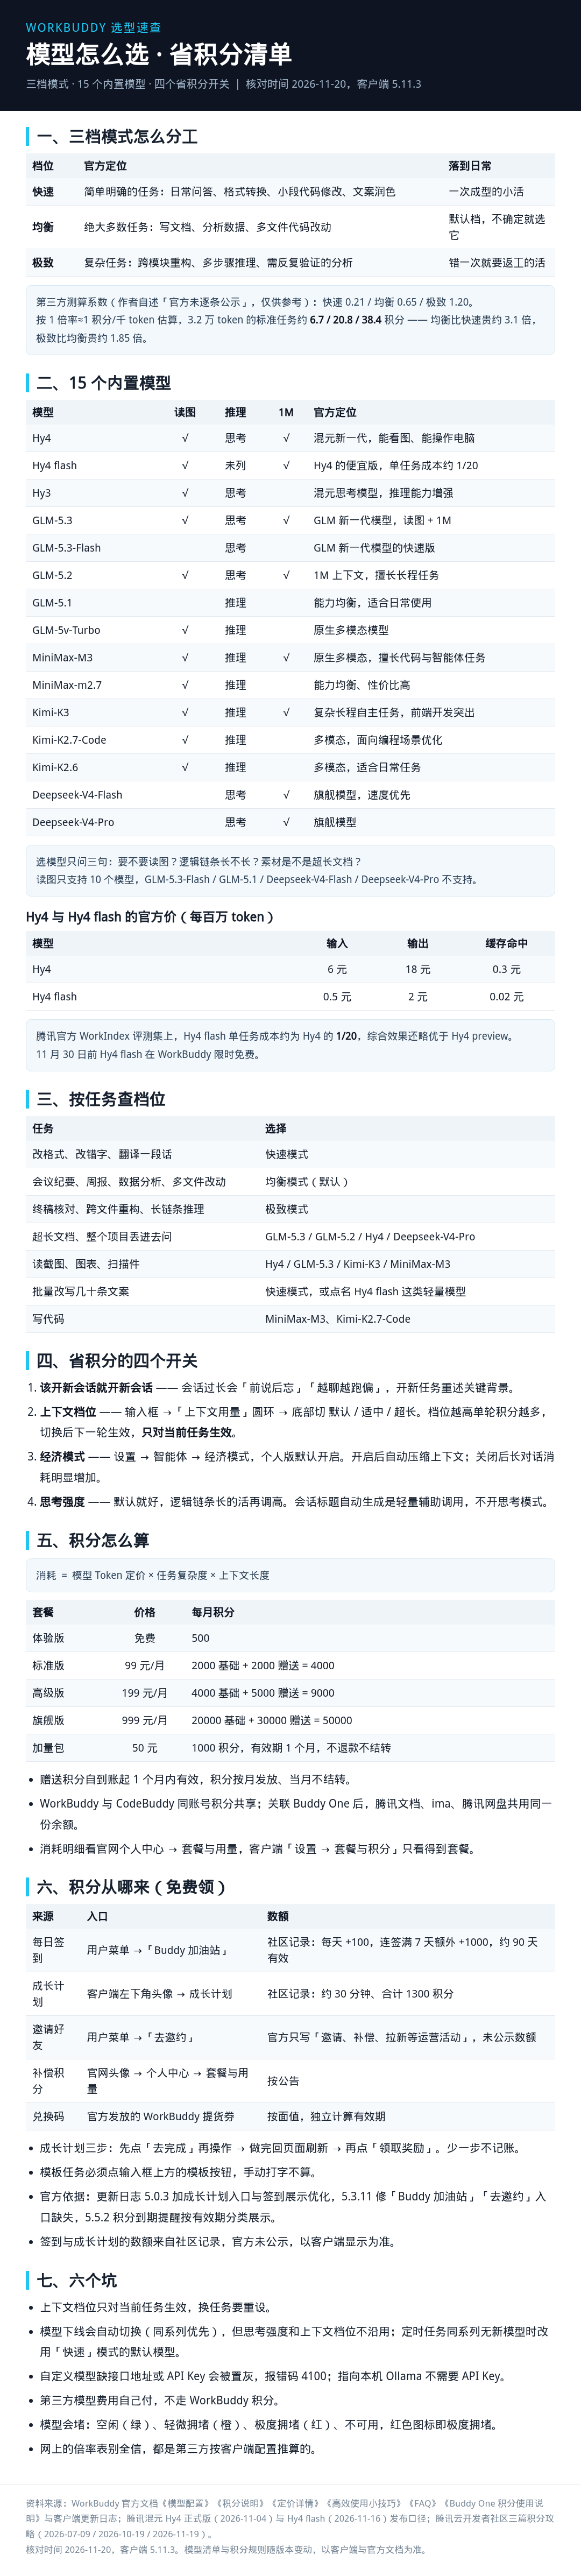 WORKBUDDY 选型速查
模型怎么选 · 省积分清单
三档模式 · 15 个内置模型 · 四个省积分开关 ｜ 核对时间 2026-11-20，客户端 5.11.3
一、三档模式怎么分工
档位 官方定位 落到日常
快速 简单明确的任务：日常问答、格式转换、小段代码修改、文案润色 一次成型的小活
均衡 绝大多数任务：写文档、分析数据、多文件代码改动 默认档，不确定就选
它
极致 复杂任务：跨模块重构、多步骤推理、需反复验证的分析 错一次就要返工的活
第三方测算系数（作者自述「官方未逐条公示」，仅供参考）：快速 0.21 / 均衡 0.65 / 极致 1.20。
按 1 倍率≈1 积分/千 token 估算，3.2 万 token 的标准任务约 6.7 / 20.8 / 38.4 积分 —— 均衡比快速贵约 3.1 倍，
极致比均衡贵约 1.85 倍。
二、15 个内置模型
模型 读图 推理 1M 官方定位
Hy4 √ 思考 √ 混元新一代，能看图、能操作电脑
Hy4 flash √ 未列 √ Hy4 的便宜版，单任务成本约 1/20
Hy3 √ 思考 混元思考模型，推理能力增强
GLM-5.3 √ 思考 √ GLM 新一代模型，读图 + 1M
GLM-5.3-Flash 思考 GLM 新一代模型的快速版
GLM-5.2 √ 思考 √ 1M 上下文，擅长长程任务
GLM-5.1 推理 能力均衡，适合日常使用
GLM-5v-Turbo √ 推理 原生多模态模型
MiniMax-M3 √ 推理 √ 原生多模态，擅长代码与智能体任务
MiniMax-m2.7 √ 推理 能力均衡、性价比高
Kimi-K3 √ 推理 √ 复杂长程自主任务，前端开发突出
Kimi-K2.7-Code √ 推理 多模态，面向编程场景优化
Kimi-K2.6 √ 推理 多模态，适合日常任务
Deepseek-V4-Flash 思考 √ 旗舰模型，速度优先
Deepseek-V4-Pro 思考 √ 旗舰模型
选模型只问三句：要不要读图？逻辑链条长不长？素材是不是超长文档？
读图只支持 10 个模型，GLM-5.3-Flash / GLM-5.1 / Deepseek-V4-Flash / Deepseek-V4-Pro 不支持。
Hy4 与 Hy4 flash 的官方价（每百万 token）
模型 输入 输出 缓存命中
Hy4 6 元 18 元 0.3 元
Hy4 flash 0.5 元 2 元 0.02 元
腾讯官方 WorkIndex 评测集上，Hy4 flash 单任务成本约为 Hy4 的 1/20，综合效果还略优于 Hy4 preview。
11 月 30 日前 Hy4 flash 在 WorkBuddy 限时免费。
三、按任务查档位
任务 选择
改格式、改错字、翻译一段话 快速模式
会议纪要、周报、数据分析、多文件改动 均衡模式（默认）
终稿核对、跨文件重构、长链条推理 极致模式
超长文档、整个项目丢进去问 GLM-5.3 / GLM-5.2 / Hy4 / Deepseek-V4-Pro
读截图、图表、扫描件 Hy4 / GLM-5.3 / Kimi-K3 / MiniMax-M3
批量改写几十条文案 快速模式，或点名 Hy4 flash 这类轻量模型
写代码 MiniMax-M3、Kimi-K2.7-Code
四、省积分的四个开关
1. 该开新会话就开新会话 —— 会话过长会「前说后忘」「越聊越跑偏」，开新任务重述关键背景。
2. 上下文档位 —— 输入框 →「上下文用量」圆环 → 底部切 默认 / 适中 / 超长。档位越高单轮积分越多，
切换后下一轮生效，只对当前任务生效。
3. 经济模式 —— 设置 → 智能体 → 经济模式，个人版默认开启。开启后自动压缩上下文；关闭后长对话消
耗明显增加。
4. 思考强度 —— 默认就好，逻辑链条长的活再调高。会话标题自动生成是轻量辅助调用，不开思考模式。
五、积分怎么算
消耗 = 模型 Token 定价 × 任务复杂度 × 上下文长度
套餐 价格 每月积分
体验版 免费 500
标准版 99 元/月 2000 基础 + 2000 赠送 = 4000
高级版 199 元/月 4000 基础 + 5000 赠送 = 9000
旗舰版 999 元/月 20000 基础 + 30000 赠送 = 50000
加量包 50 元 1000 积分，有效期 1 个月，不退款不结转
• 赠送积分自到账起 1 个月内有效，积分按月发放、当月不结转。
• WorkBuddy 与 CodeBuddy 同账号积分共享；关联 Buddy One 后，腾讯文档、ima、腾讯网盘共用同一
份余额。
• 消耗明细看官网个人中心 → 套餐与用量，客户端「设置 → 套餐与积分」只看得到套餐。
六、积分从哪来（免费领）
来源 入口 数额
每日签
到 用户菜单 →「Buddy 加油站」 社区记录：每天 +100，连签满 7 天额外 +1000，约 90 天
有效
成长计
划 客户端左下角头像 → 成长计划 社区记录：约 30 分钟、合计 1300 积分
邀请好
友 用户菜单 →「去邀约」 官方只写「邀请、补偿、拉新等运营活动」，未公示数额
补偿积
分 官网头像 → 个人中心 → 套餐与用
量 按公告
兑换码 官方发放的 WorkBuddy 提货券 按面值，独立计算有效期
• 成长计划三步：先点「去完成」再操作 → 做完回页面刷新 → 再点「领取奖励」。少一步不记账。
• 模板任务必须点输入框上方的模板按钮，手动打字不算。
• 官方依据：更新日志 5.0.3 加成长计划入口与签到展示优化，5.3.11 修「Buddy 加油站」「去邀约」入
口缺失，5.5.2 积分到期提醒按有效期分类展示。
• 签到与成长计划的数额来自社区记录，官方未公示，以客户端显示为准。
七、六个坑
• 上下文档位只对当前任务生效，换任务要重设。
• 模型下线会自动切换（同系列优先），但思考强度和上下文档位不沿用；定时任务同系列无新模型时改
用「快速」模式的默认模型。
• 自定义模型缺接口地址或 API Key 会被置灰，报错码 4100；指向本机 Ollama 不需要 API Key。
• 第三方模型费用自己付，不走 WorkBuddy 积分。
• 模型会堵：空闲（绿）、轻微拥堵（橙）、极度拥堵（红）、不可用，红色图标即极度拥堵。
• 网上的倍率表别全信，都是第三方按客户端配置推算的。
资料来源：WorkBuddy 官方文档《模型配置》《积分说明》《定价详情》《高效使用小技巧》《FAQ》《Buddy One 积分使用说
明》与客户端更新日志；腾讯混元 Hy4 正式版（2026-11-04）与 Hy4 flash（2026-11-16）发布口径；腾讯云开发者社区三篇积分攻
略（2026-07-09 / 2026-10-19 / 2026-11-19）。
核对时间 2026-11-20，客户端 5.11.3。模型清单与积分规则随版本变动，以客户端与官方文档为准。